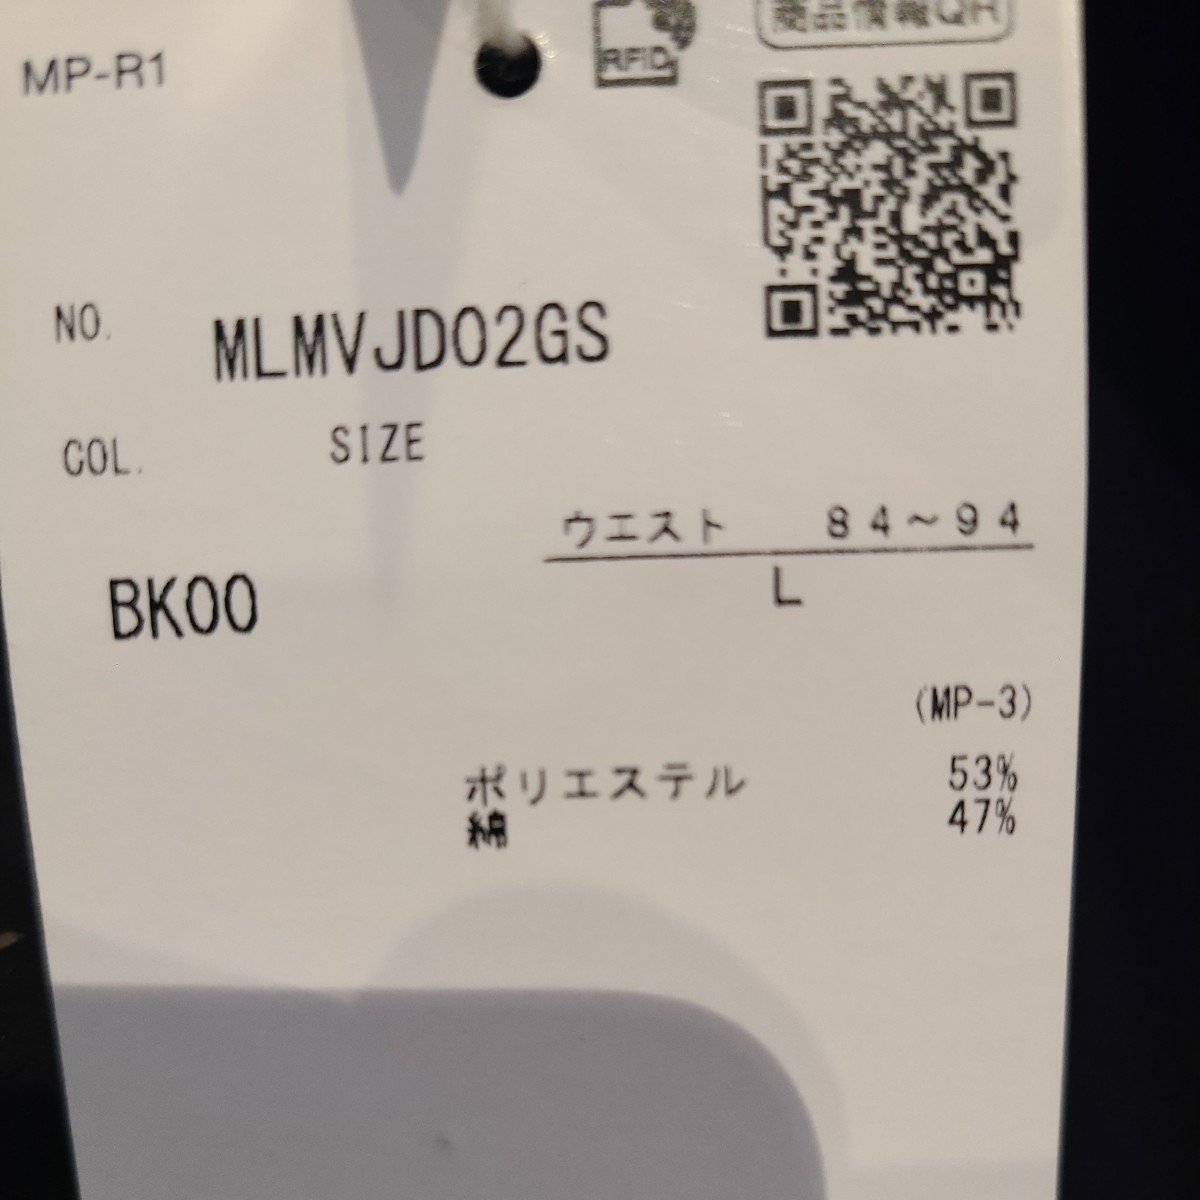 商品情報QR
RFID
MP-R1
NO. MLMVJD02GS
COL. SIZE
ウエスト 84~94
BK00 L
(MP-3)
ポリエステル 53%
綿 47%